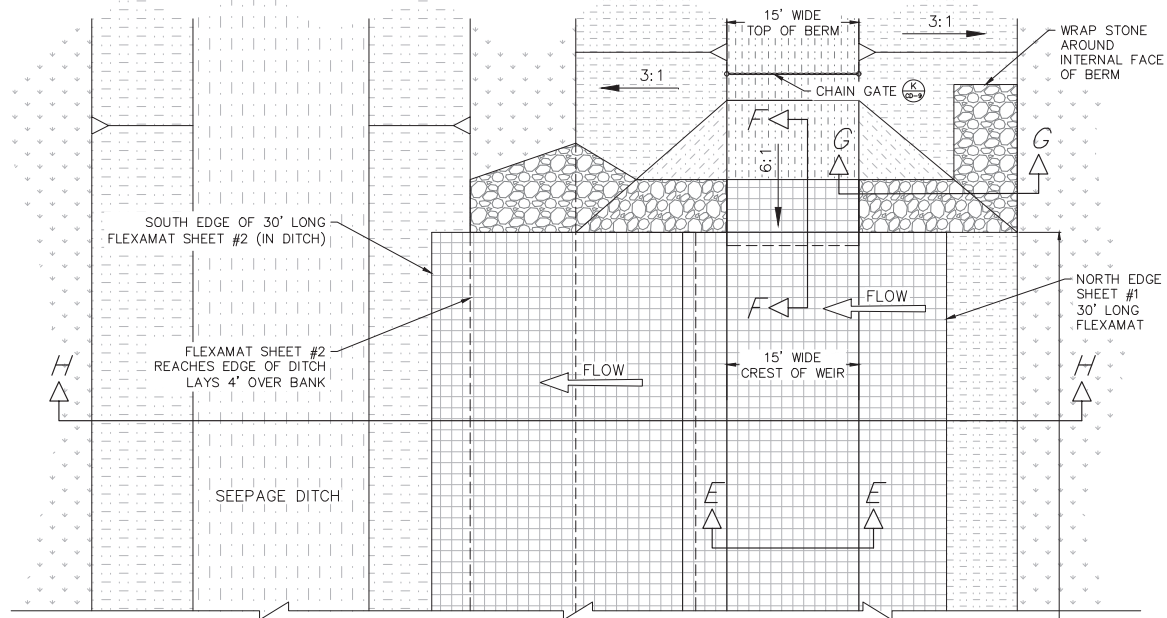 15' WIDE
TOP OF BERM
3:1
WRAP STONE
AROUND
INTERNAL FACE
OF BERM
3:1
CHAIN GATE
K
CD-9
F
G
G
6:1
SOUTH EDGE OF 30' LONG
FLEXAMAT SHEET #2 (IN DITCH)
NORTH EDGE
SHEET #1
30' LONG
FLEXAMAT
F
FLOW
FLEXAMAT SHEET #2
REACHES EDGE OF DITCH
LAYS 4' OVER BANK
15' WIDE
CREST OF WEIR
FLOW
H
H
SEEPAGE DITCH
E
E